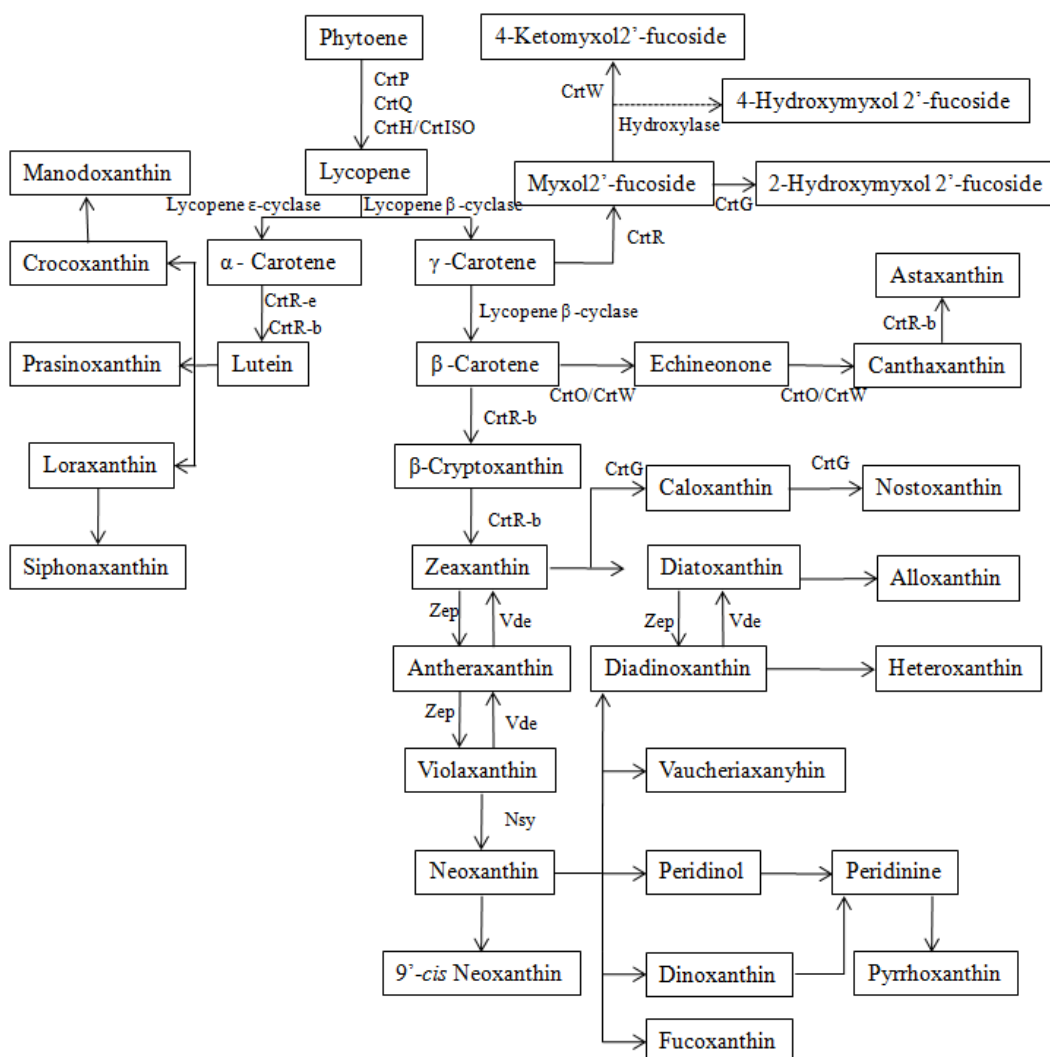 Phytoene
4-Ketomyxol2’-fucoside
CrtP
CrtQ
CrtH/CrtISO
CrtW
4-Hydroxymyxol 2’-fucoside
Hydroxylase
Manodoxanthin
Lycopene
Myxol2’-fucoside
2-Hydroxymyxol 2’-fucoside
CrtG
Lycopene ε-cyclase
Lycopene β-cyclase
CrtR
Crocoxanthin
α- Carotene
γ-Carotene
Astaxanthin
CrtR-e
CrtR-b
Lycopene β-cyclase
CrtR-b
Prasinoxanthin
Lutein
β-Carotene
Echineonone
Canthaxanthin
CrtO/CrtW
CrtO/CrtW
CrtR-b
Loraxanthin
β-Cryptoxanthin
CrtG
CrtG
Caloxanthin
Nostoxanthin
CrtR-b
Siphonaxanthin
Zeaxanthin
Diatoxanthin
Alloxanthin
Zep
Vde
Zep
Vde
Antheraxanthin
Diadinoxanthin
Heteroxanthin
Zep
Vde
Violaxanthin
Vaucheriaxanyhin
Nsy
Neoxanthin
Peridinol
Peridinine
9’-cis Neoxanthin
Dinoxanthin
Pyrrhoxanthin
Fucoxanthin